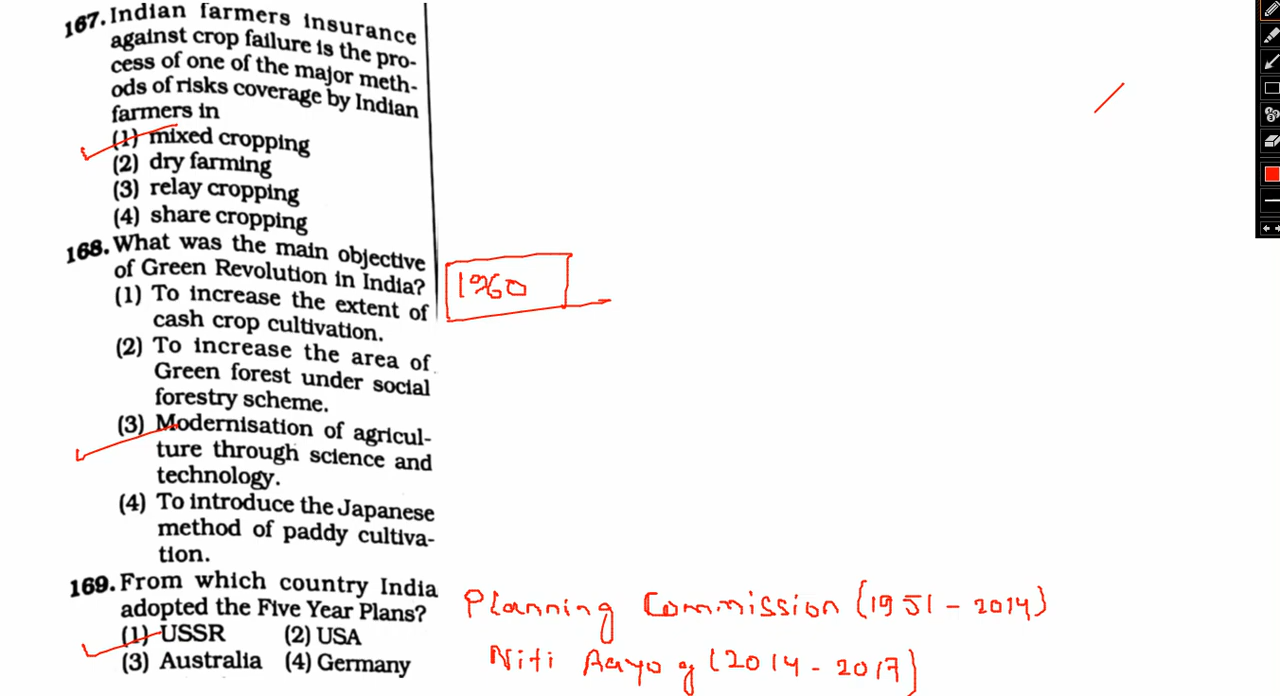 167. Indian farmers insurance
against crop failure is the pro-
cess of one of the major meth-
ods of risks coverage by Indian
farmers in
(1) mixed cropping
(2) dry farming
(3) relay cropping
(4) share cropping
168. What was the main objective
of Green Revolution in India?
1960
(1) To increase the extent of
cash crop cultivation.
(2) To increase the area of
Green forest under social
forestry scheme.
(3) Modernisation of agricul-
ture through science and
technology.
(4) To introduce the Japanese
method of paddy cultiva-
tion.
169. From which country India
adopted the Five Year Plans?
(1) USSR (2) USA
(3) Australia (4) Germany
Planning Commission (1951 - 2014)
Niti Aayog (2014 - 2017)